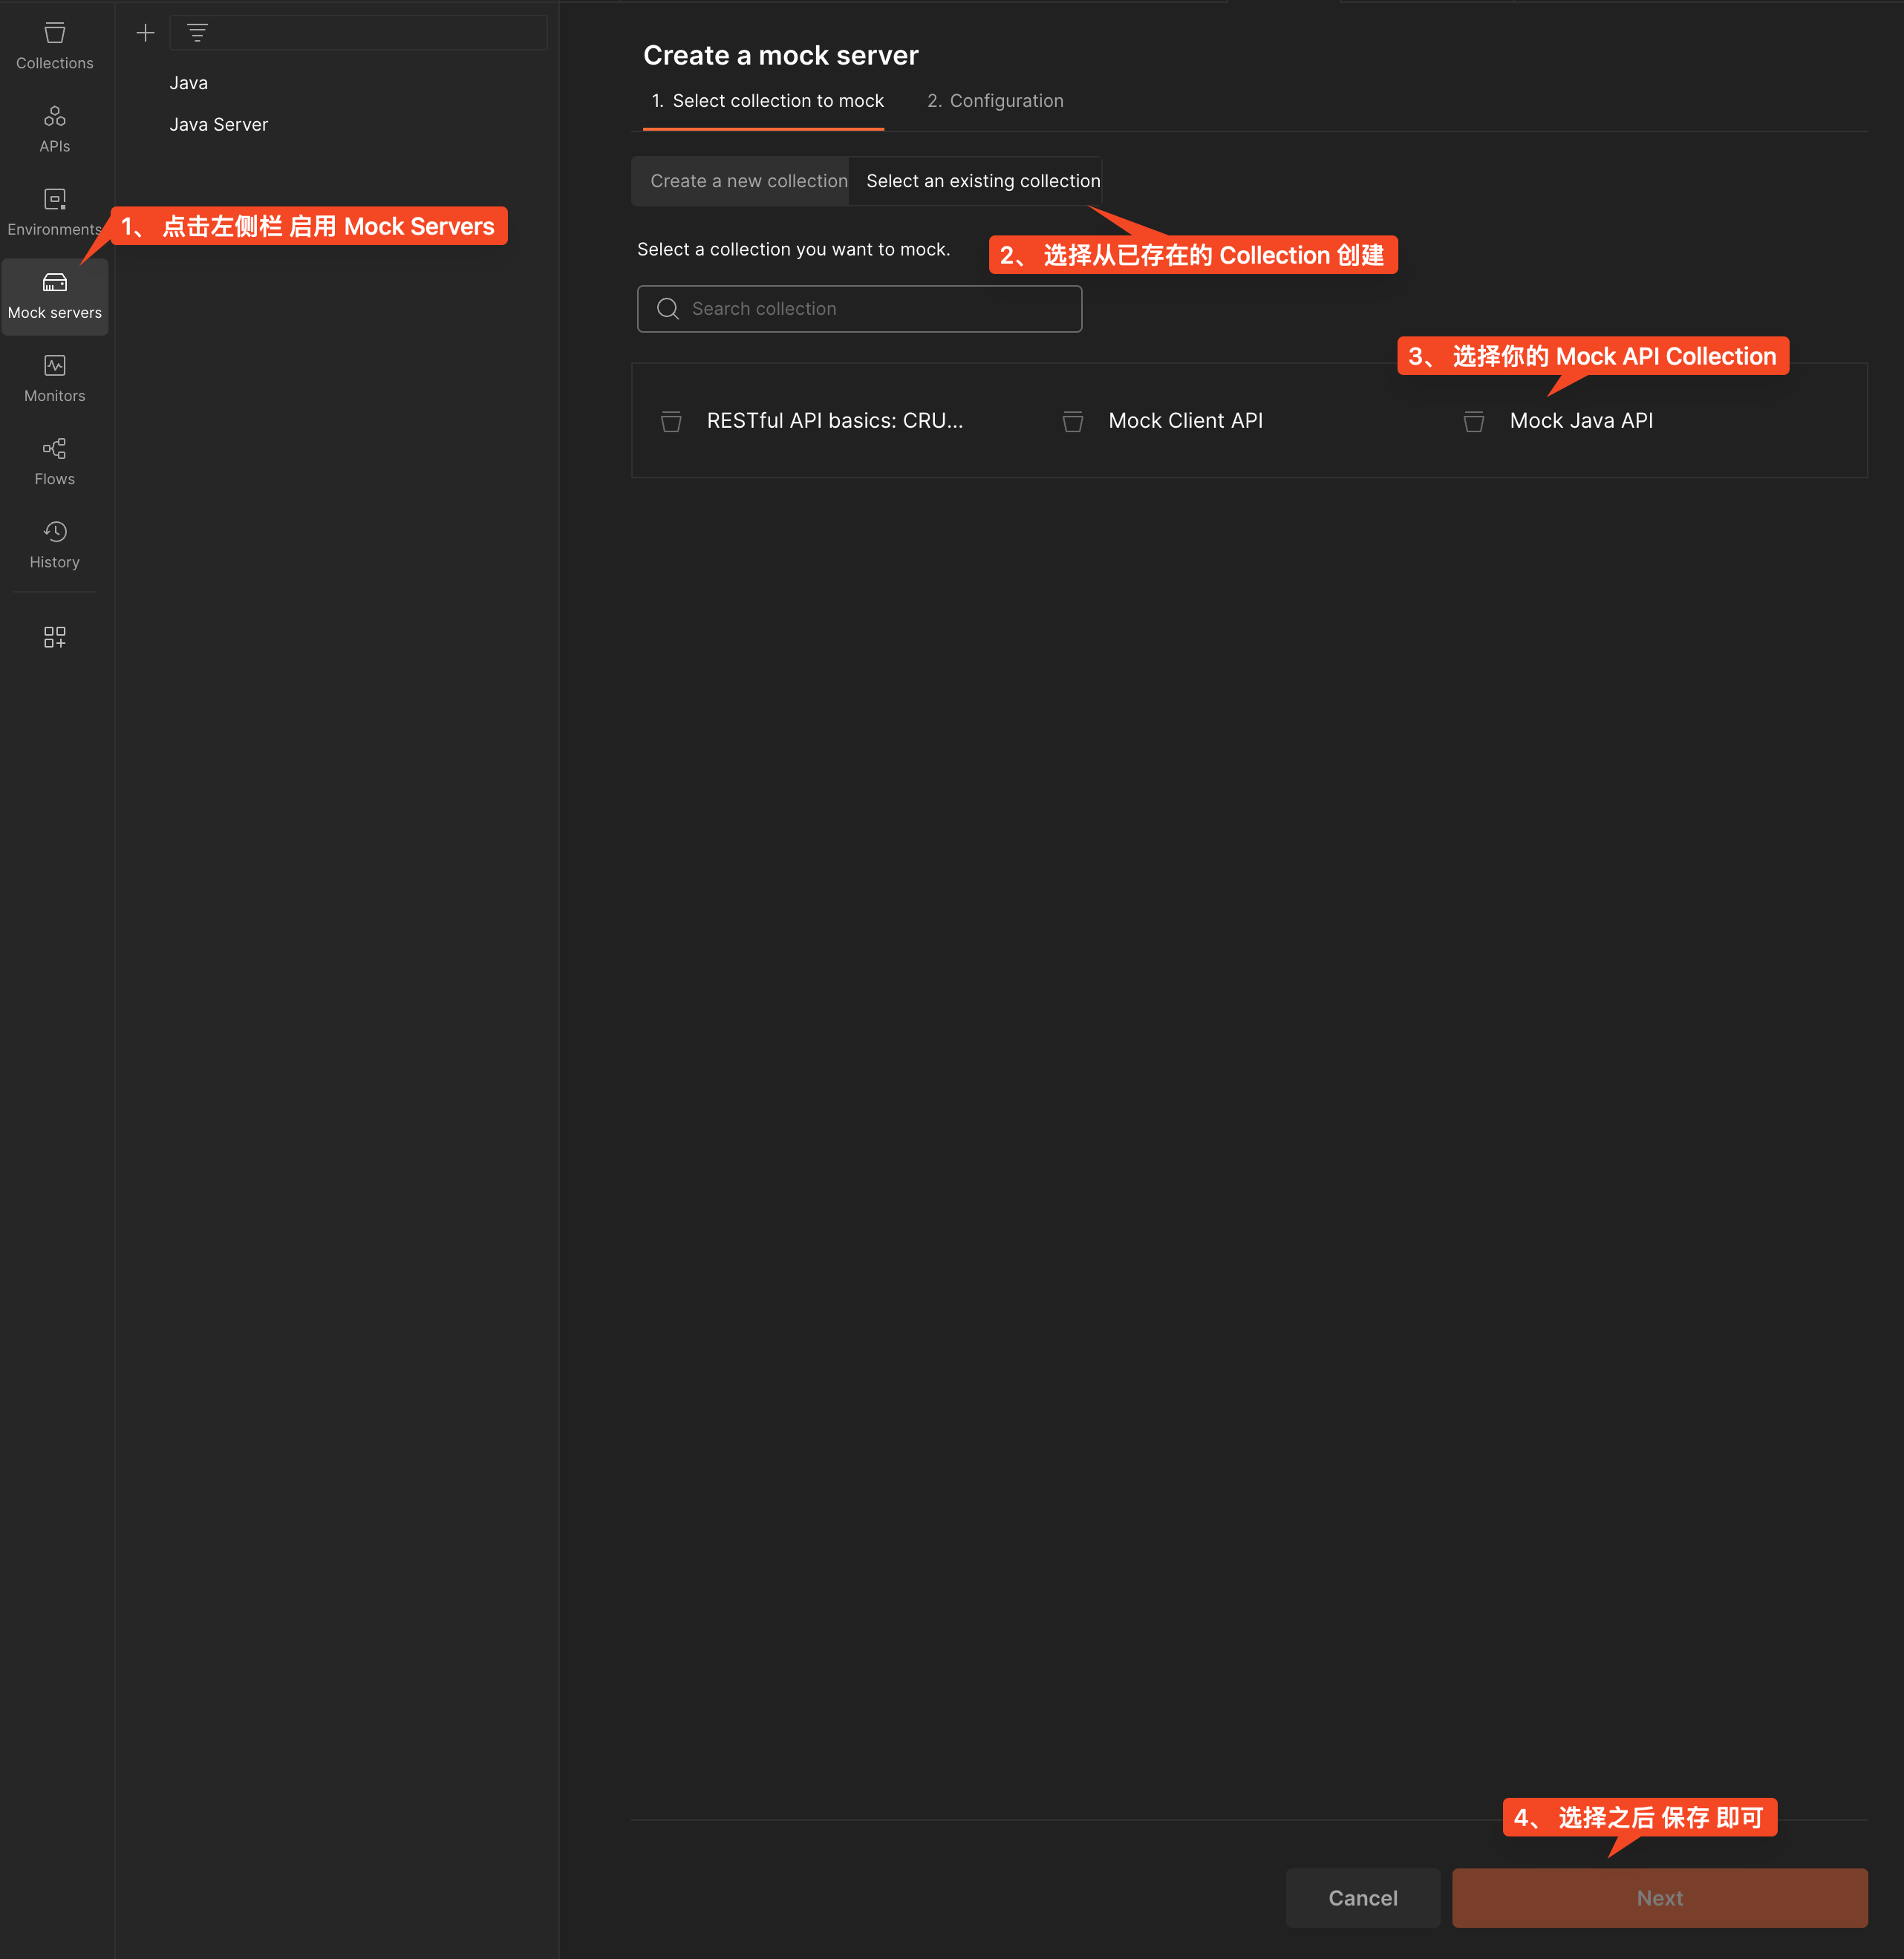 Collections
APIs
Environments
Mock servers
Monitors
Flows
History
Java
Java Server
1、 点击左侧栏 启用 Mock Servers
Create a mock server
1. Select collection to mock
2. Configuration
Create a new collection
Select an existing collection
2、 选择从已存在的 Collection 创建
Select a collection you want to mock.
Search collection
3、 选择你的 Mock API Collection
RESTful API basics: CRU...
Mock Client API
Mock Java API
4、 选择之后 保存 即可
Cancel
Next